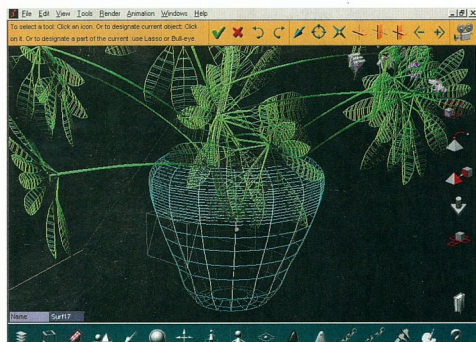 File Edit View Tools Render Animation Windows Help
To select a tool: Click an icon. Or to designate current object: Click
on it. Or to designate a part of the current: use Lasso or Bull-eye.
Name Surf17